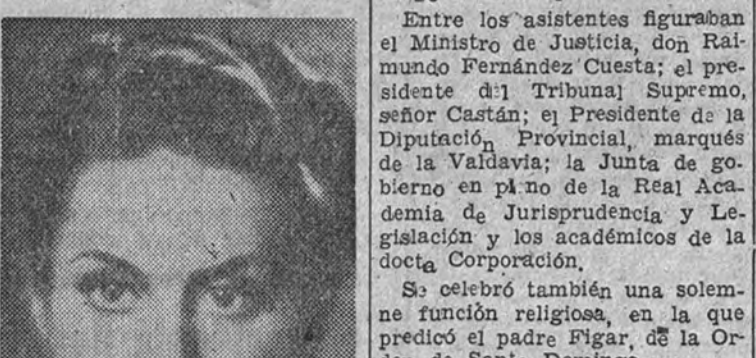 Entre los asistentes figuraban
el Ministro de Justicia, don Rai-
mundo Fernández Cuesta; el pre-
sidente del Tribunal Supremo,
señor Castán; el Presidente de la
Diputación Provincial, marqués
de la Valdavia; la Junta de go-
bierno en pleno de la Real Aca-
demia de Jurisprudencia y Le-
gislación y los académicos de la
docta Corporación.
Se celebró también una solem-
ne función religiosa, en la que
predicó el padre Figar, de la Or-